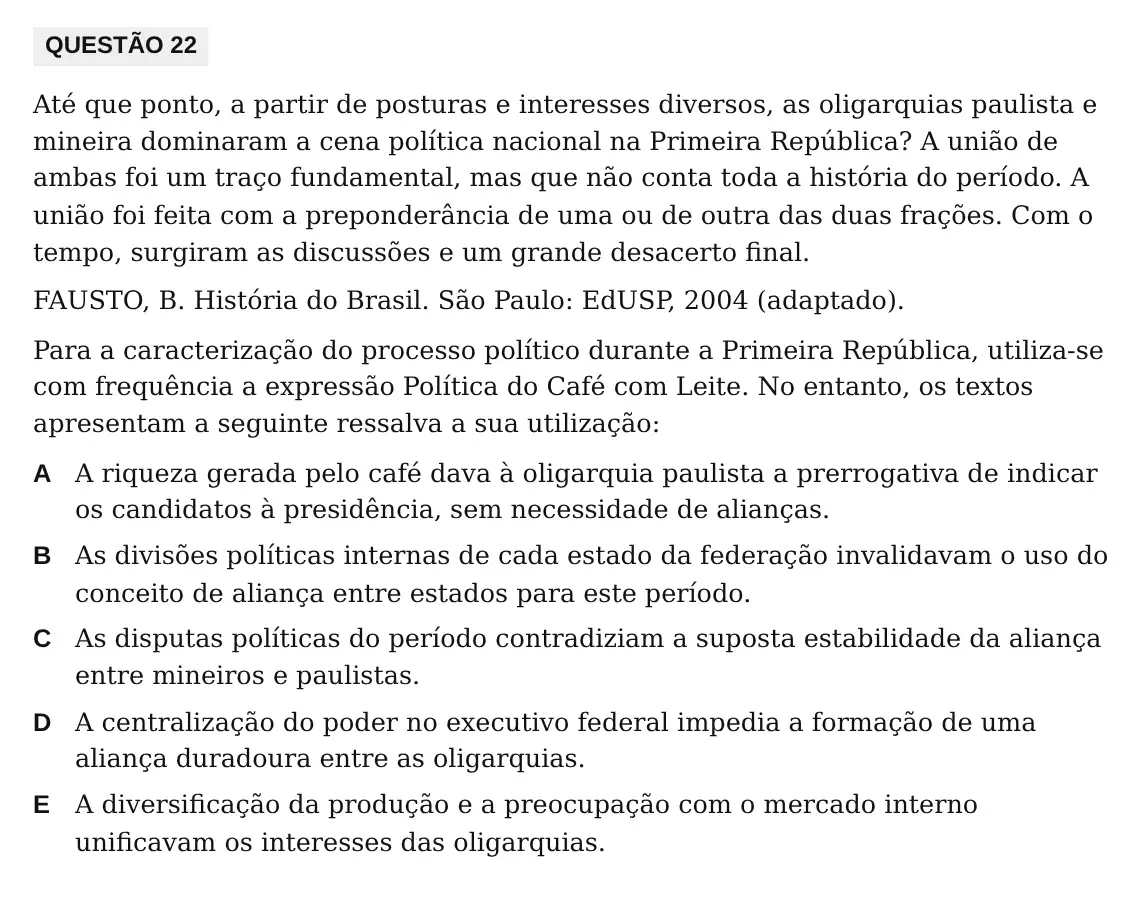 QUESTÃO 22
Até que ponto, a partir de posturas e interesses diversos, as oligarquias paulista e
mineira dominaram a cena política nacional na Primeira República? A união de
ambas foi um traço fundamental, mas que não conta toda a história do período. A
união foi feita com a preponderância de uma ou de outra das duas frações. Com o
tempo, surgiram as discussões e um grande desacerto final.
FAUSTO, B. História do Brasil. São Paulo: EdUSP, 2004 (adaptado).
Para a caracterização do processo político durante a Primeira República, utiliza-se
com frequência a expressão Política do Café com Leite. No entanto, os textos
apresentam a seguinte ressalva a sua utilização:
A A riqueza gerada pelo café dava à oligarquia paulista a prerrogativa de indicar
os candidatos à presidência, sem necessidade de alianças.
B As divisões políticas internas de cada estado da federação invalidavam o uso do
conceito de aliança entre estados para este período.
C As disputas políticas do período contradiziam a suposta estabilidade da aliança
entre mineiros e paulistas.
D A centralização do poder no executivo federal impedia a formação de uma
aliança duradoura entre as oligarquias.
E A diversificação da produção e a preocupação com o mercado interno
unificavam os interesses das oligarquias.